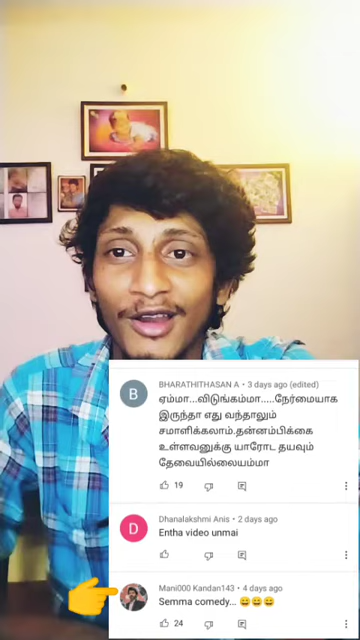 B
BHARATHITHASAN A • 3 days ago (edited)
ஏம்மா...விடுங்கம்மா.....நேர்மையாக
இருந்தா எது வந்தாலும்
சமாளிக்கலாம்.தன்னம்பிக்கை
உள்ளவனுக்கு யாரோட தயவும்
தேவையில்லையம்மா
19
D
Dhanalakshmi Anis • 2 days ago
Entha video unmai
Mani000 Kandan143 • 4 days ago
Semma comedy... 😄😄😄
24